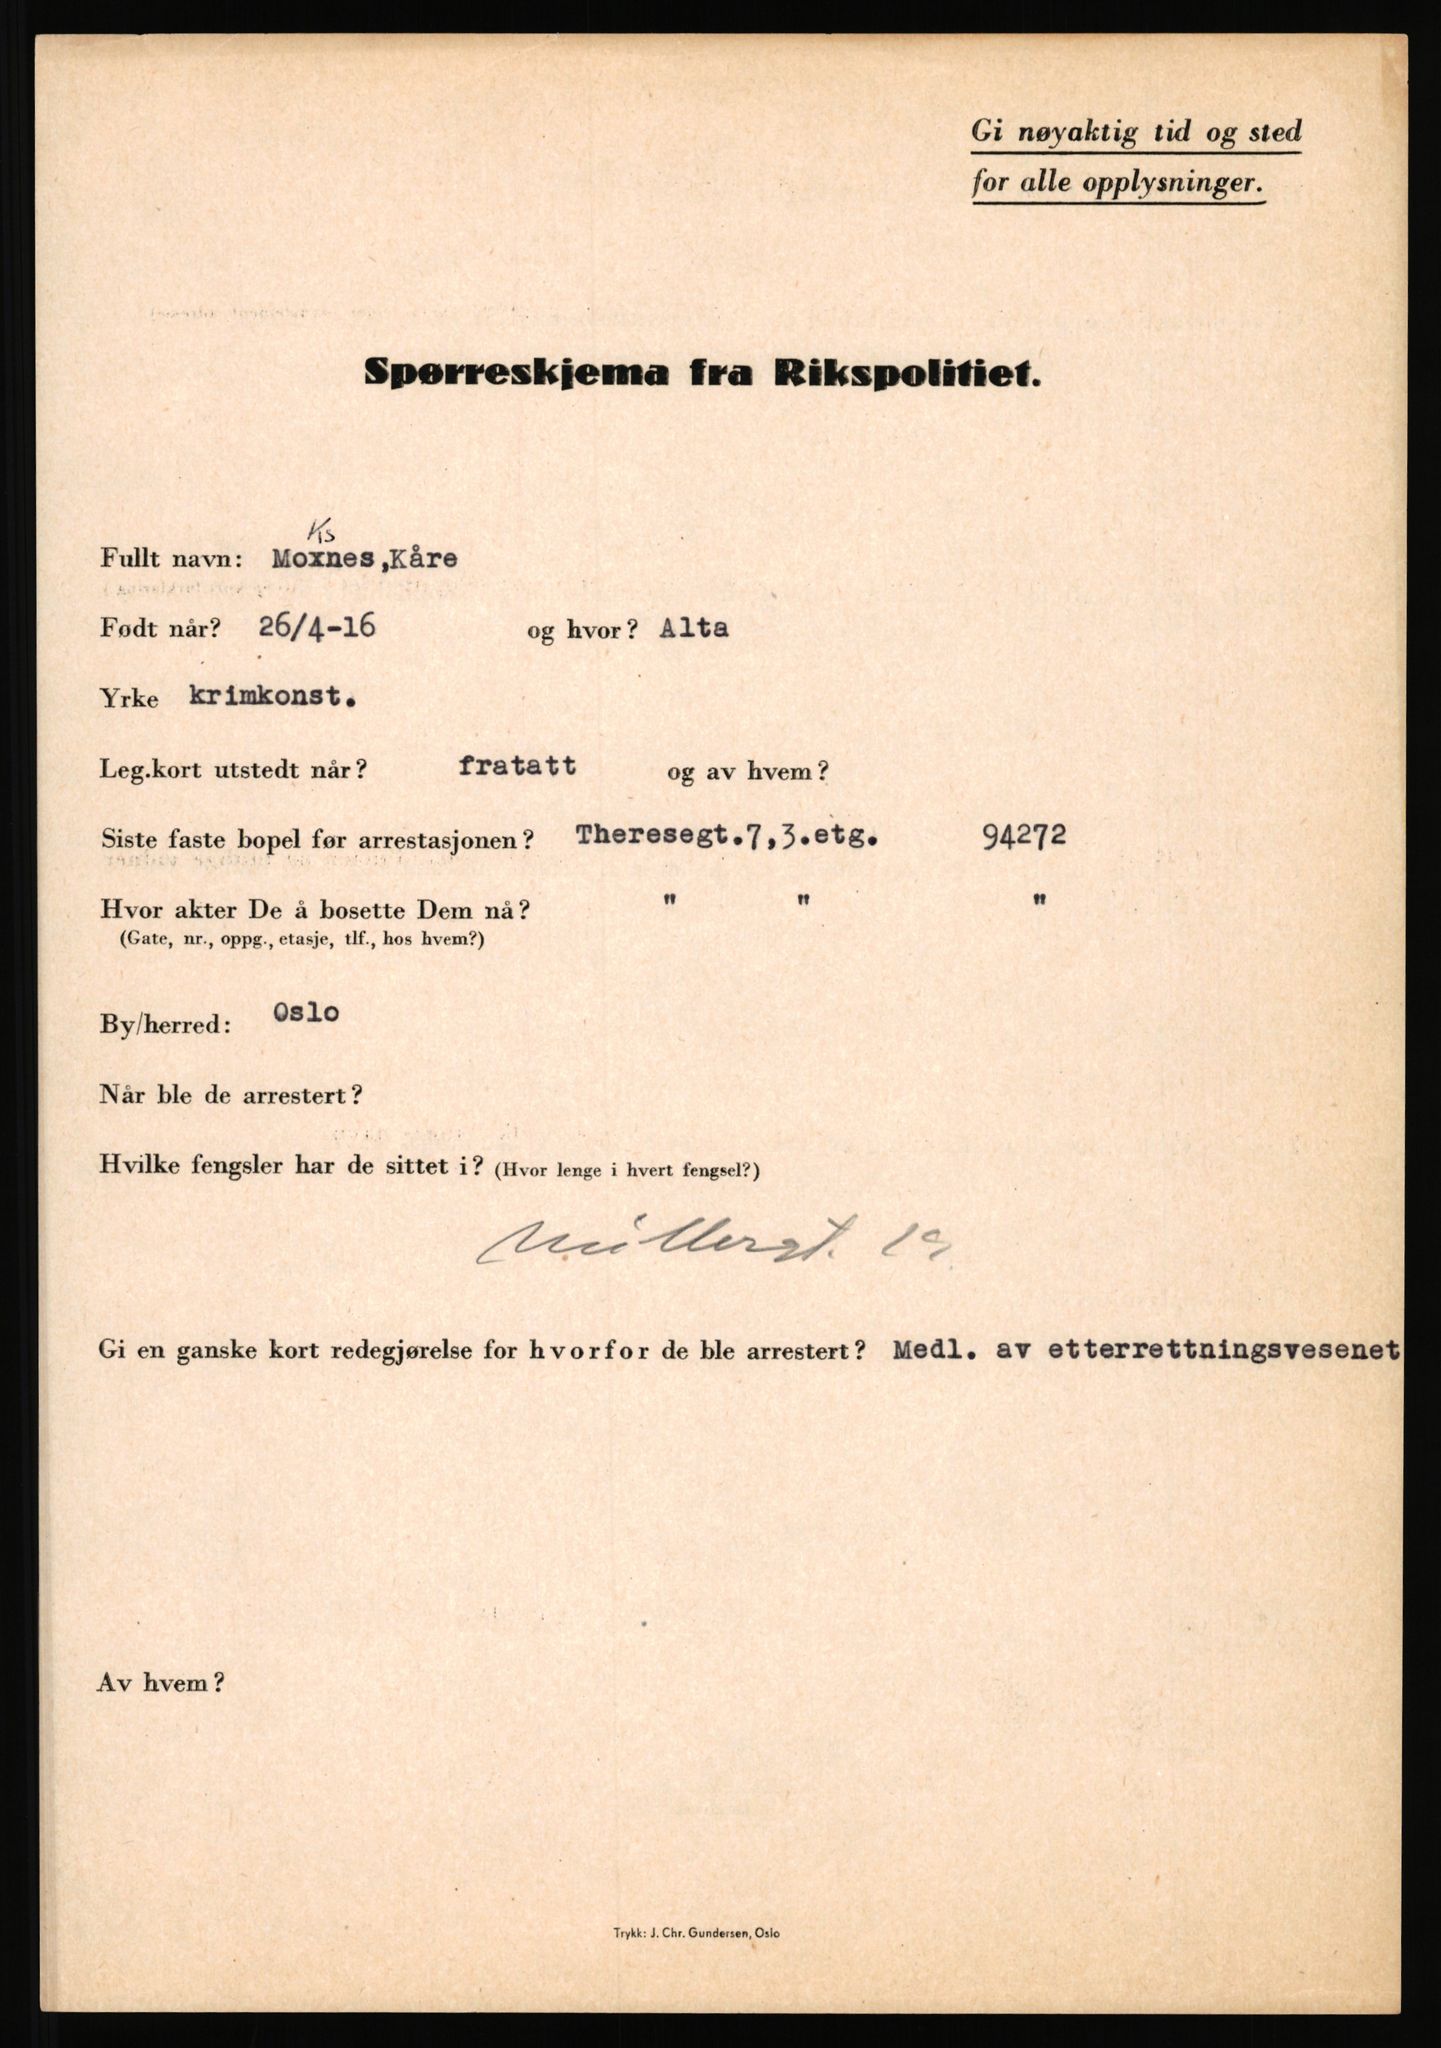 Gi nøyaktig tid og sted
for alle opplysninger.
Spørreskjema fra Rikspolitiet.
Ks
Fullt navn: Moxnes,Kåre
Født når? 26/4-16 og hvor? Alta
Yrke krimkonst.
Leg.kort utstedt når? fratatt og av hvem?
Siste faste bopel før arrestasjonen? Theresegt.7,3.etg. 94272
Hvor akter De å bosette Dem nå? " " "
(Gate, nr., oppg., etasje, tlf., hos hvem?)
By/herred: Oslo
Når ble de arrestert?
Hvilke fengsler har de sittet i? (Hvor lenge i hvert fengsel?)
Møllergt. 19.
Gi en ganske kort redegjørelse for hvorfor de ble arrestert? Medl. av etterrettningsvesenet
Av hvem?
Trykk: J. Chr. Gundersen, Oslo